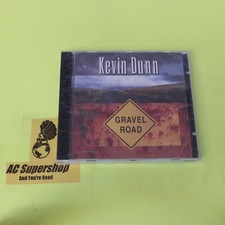 Kevin Dunn
GRAVEL
ROAD
AC Supershop
And You're Good